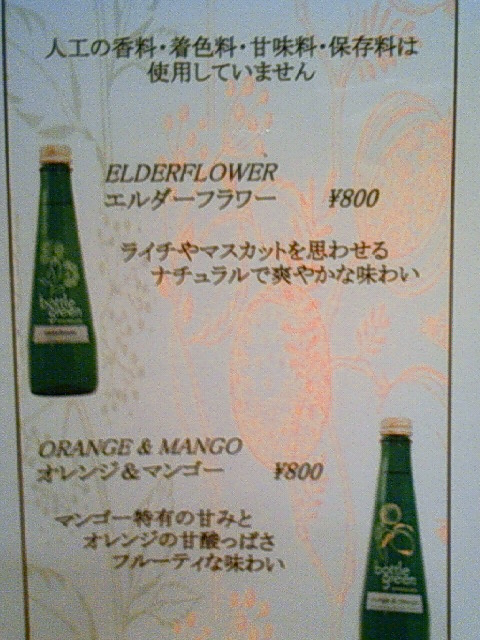 人工の香料・着色料・甘味料・保存料は
使用していません
ELDERFLOWER
エルダーフラワー ¥800
ライチやマスカットを思わせる
ナチュラルで爽やかな味わい
bottle
green
ORANGE & MANGO
オレンジ&マンゴー ¥800
マンゴー特有の甘みと
オレンジの甘酸っぱさ
フルーティな味わい
bottle
green